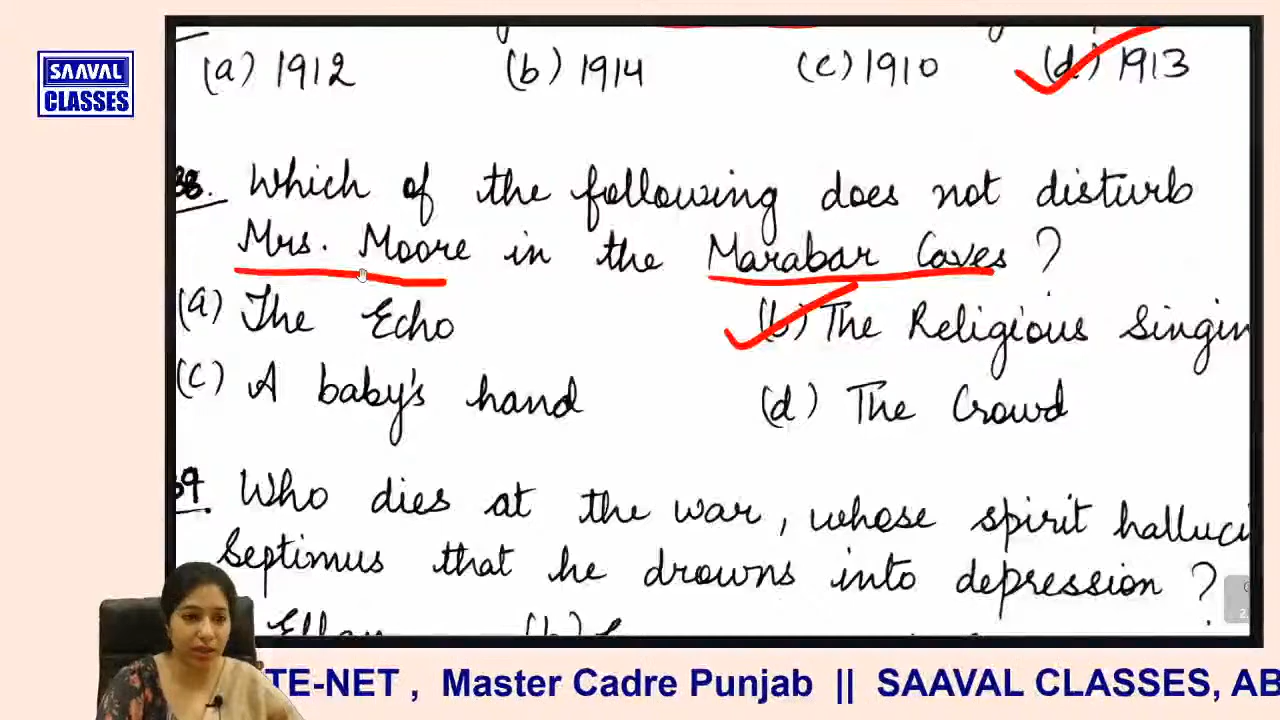 SAAVAL
CLASSES
(a) 1912 (b) 1914 (c) 1910 (d) 1913
38. Which of the following does not disturb
Mrs. Moore in the Marabar Caves ?
(a) The Echo (b) The Religious Singin
(c) A baby's hand (d) The Crowd
39. Who dies at the war, whose spirit halluci
Septimus that he drowns into depression ?
TE-NET , Master Cadre Punjab || SAAVAL CLASSES, AB